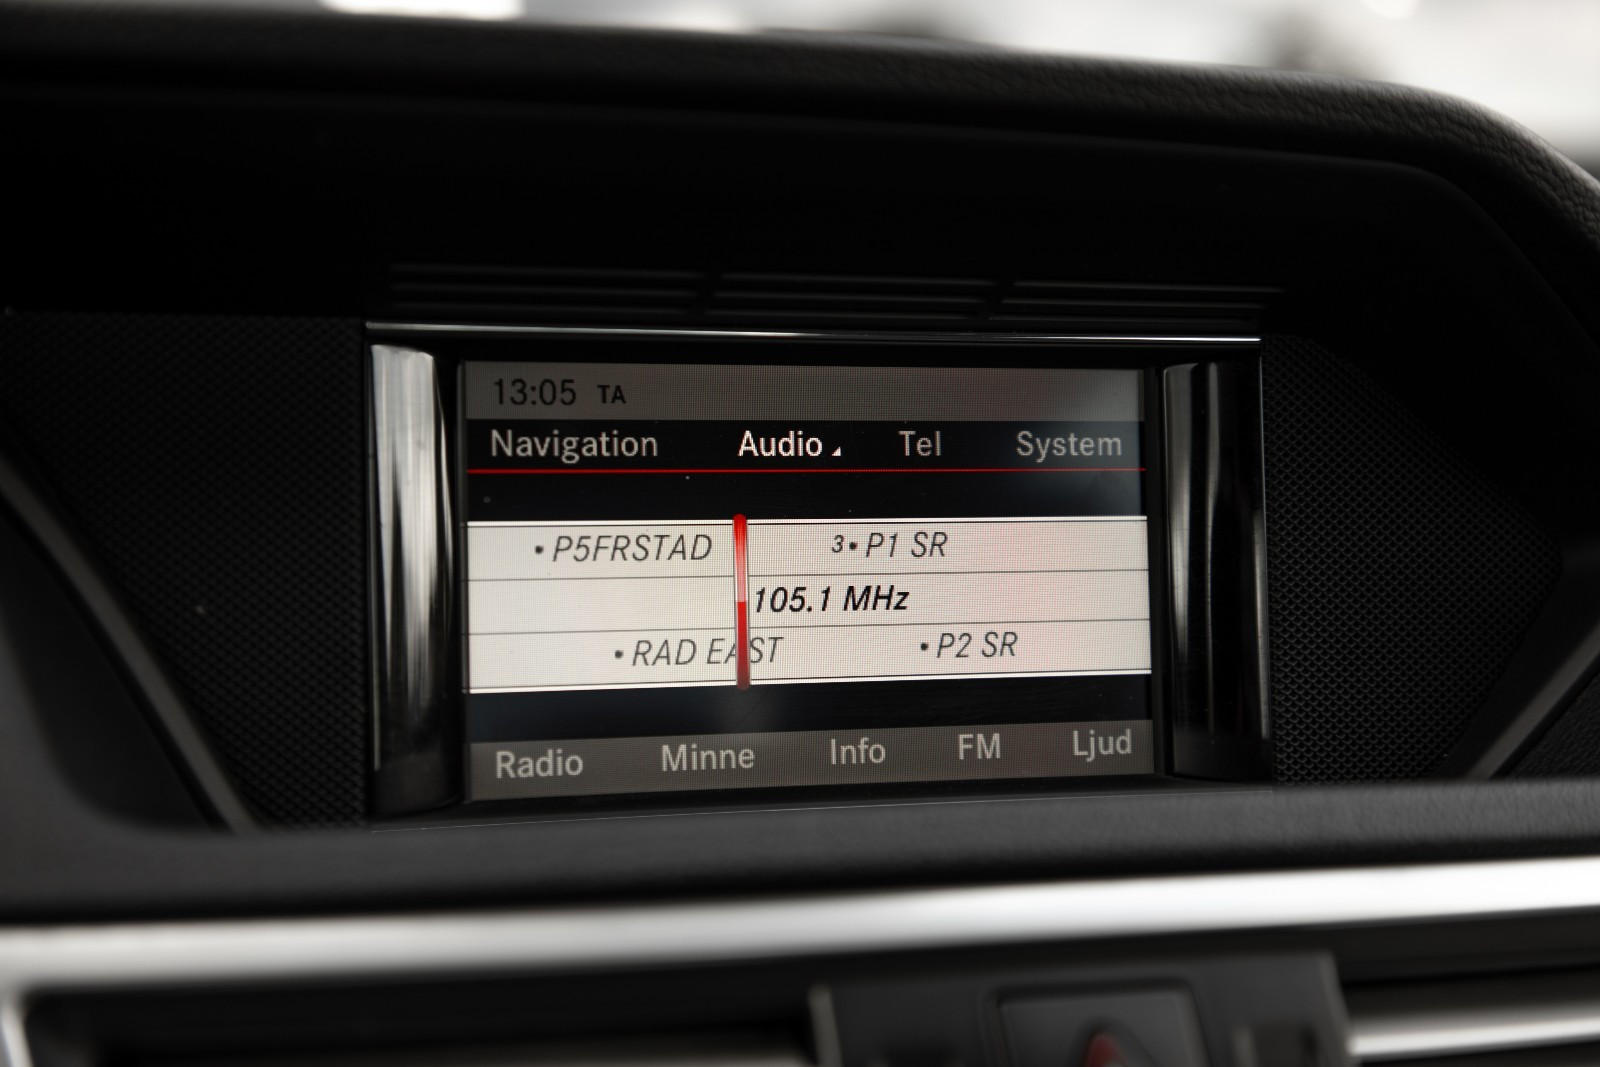 13:05 TA
Navigation Audio Tel System
• P5FRSTAD 3• P1 SR
105.1 MHz
• RAD EAST • P2 SR
Radio Minne Info FM Ljud